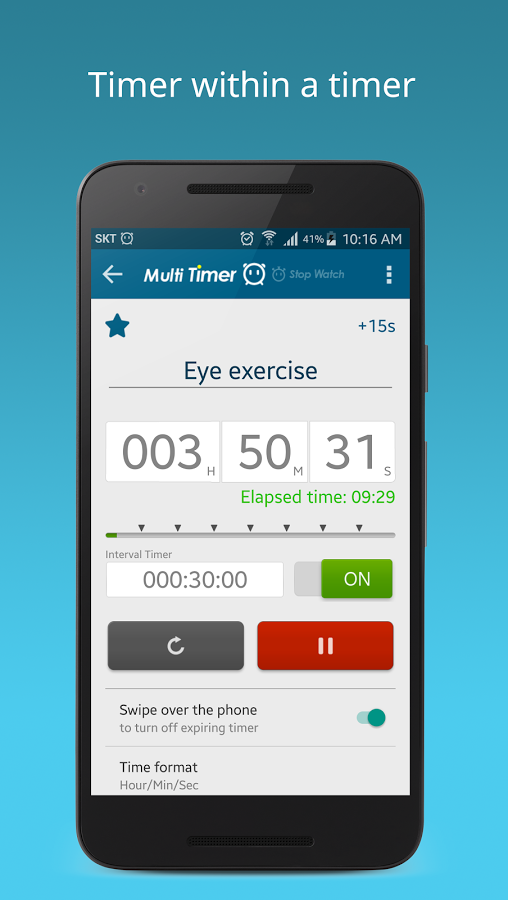 Timer within a timer
SKT 41% 10:16 AM
Multi Timer Stop Watch
+15s
Eye exercise
003 H 50 M 31 S
Elapsed time: 09:29
Interval Timer
000:30:00 ON
Swipe over the phone
to turn off expiring timer
Time format
Hour/Min/Sec